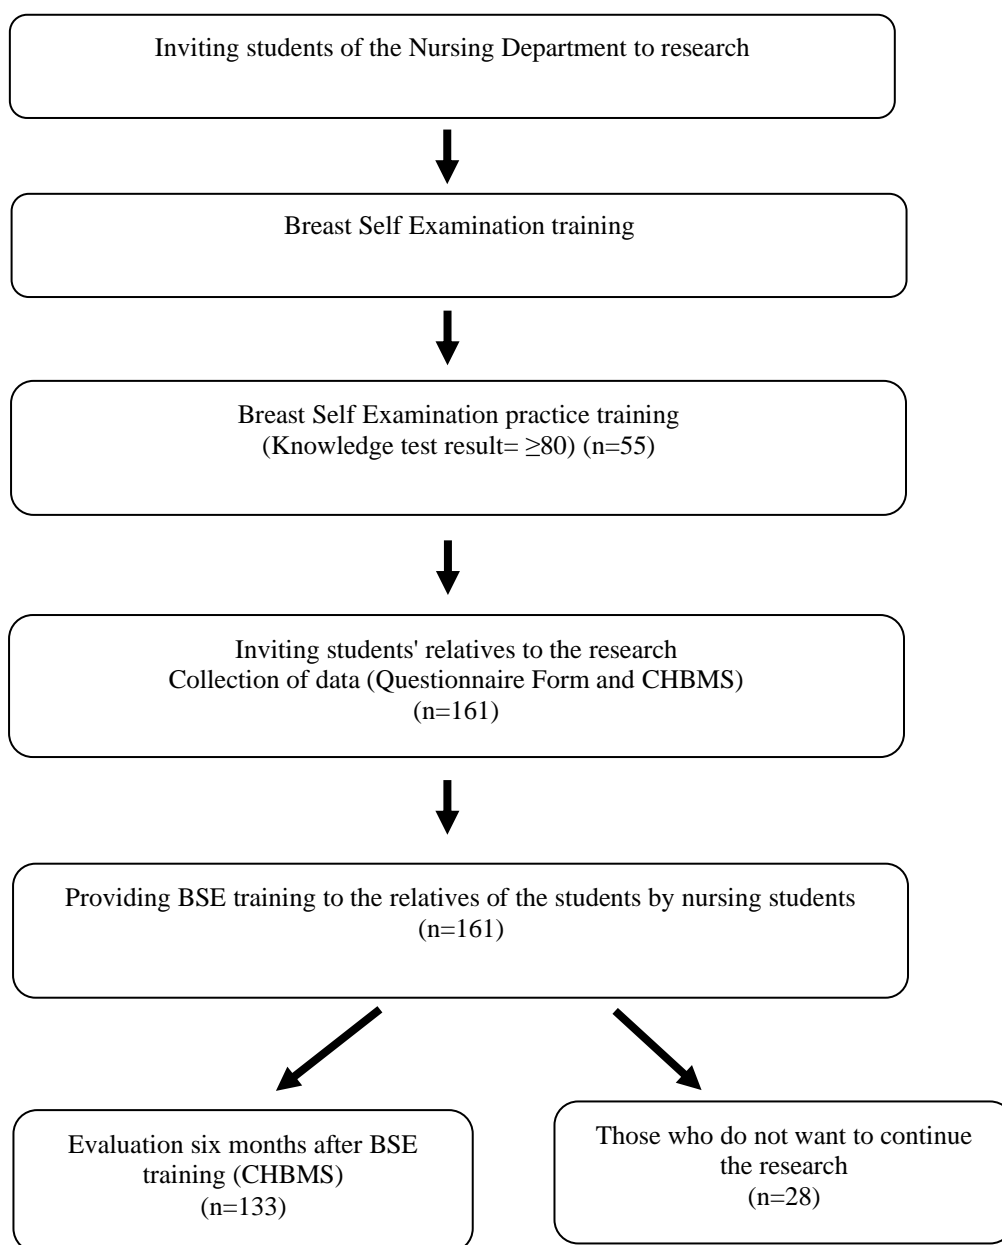 Inviting students of the Nursing Department to research
Breast Self Examination training
Breast Self Examination practice training
(Knowledge test result= ≥80) (n=55)
Inviting students' relatives to the research
Collection of data (Questionnaire Form and CHBMS)
(n=161)
Providing BSE training to the relatives of the students by nursing students
(n=161)
Evaluation six months after BSE
training (CHBMS)
(n=133)
Those who do not want to continue
the research
(n=28)